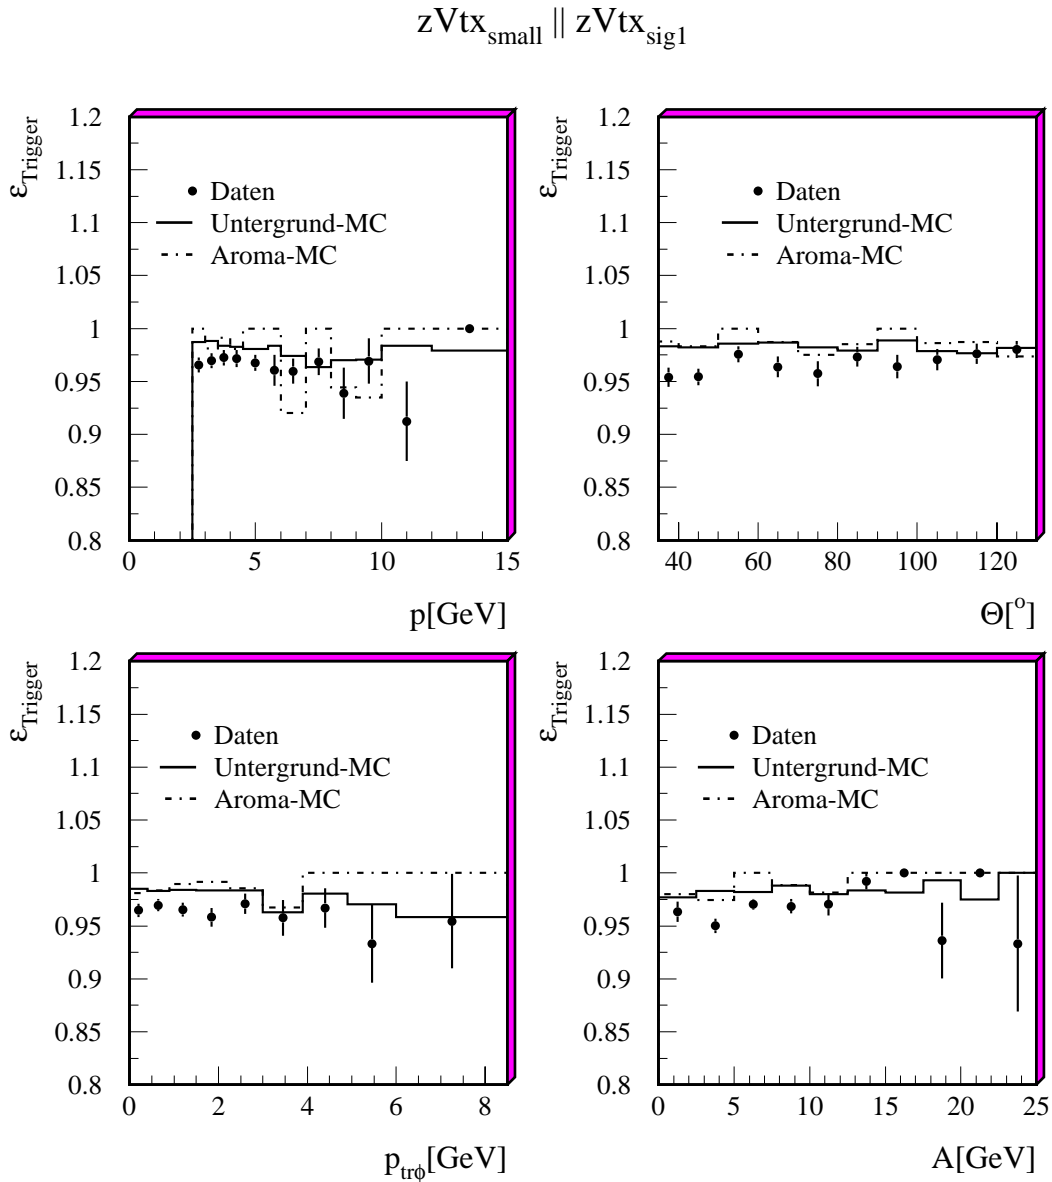 zVtx_small || zVtx_sig1
ε_Trigger
1.2
1.15
1.1
1.05
1
0.95
0.9
0.85
0.8
Daten
Untergrund-MC
Aroma-MC
0 5 10 15
p[GeV]
ε_Trigger
1.2
1.15
1.1
1.05
1
0.95
0.9
0.85
0.8
Daten
Untergrund-MC
Aroma-MC
40 60 80 100 120
Θ[°]
ε_Trigger
1.2
1.15
1.1
1.05
1
0.95
0.9
0.85
0.8
Daten
Untergrund-MC
Aroma-MC
0 2 4 6 8
p_trϕ[GeV]
ε_Trigger
1.2
1.15
1.1
1.05
1
0.95
0.9
0.85
0.8
Daten
Untergrund-MC
Aroma-MC
0 5 10 15 20 25
A[GeV]